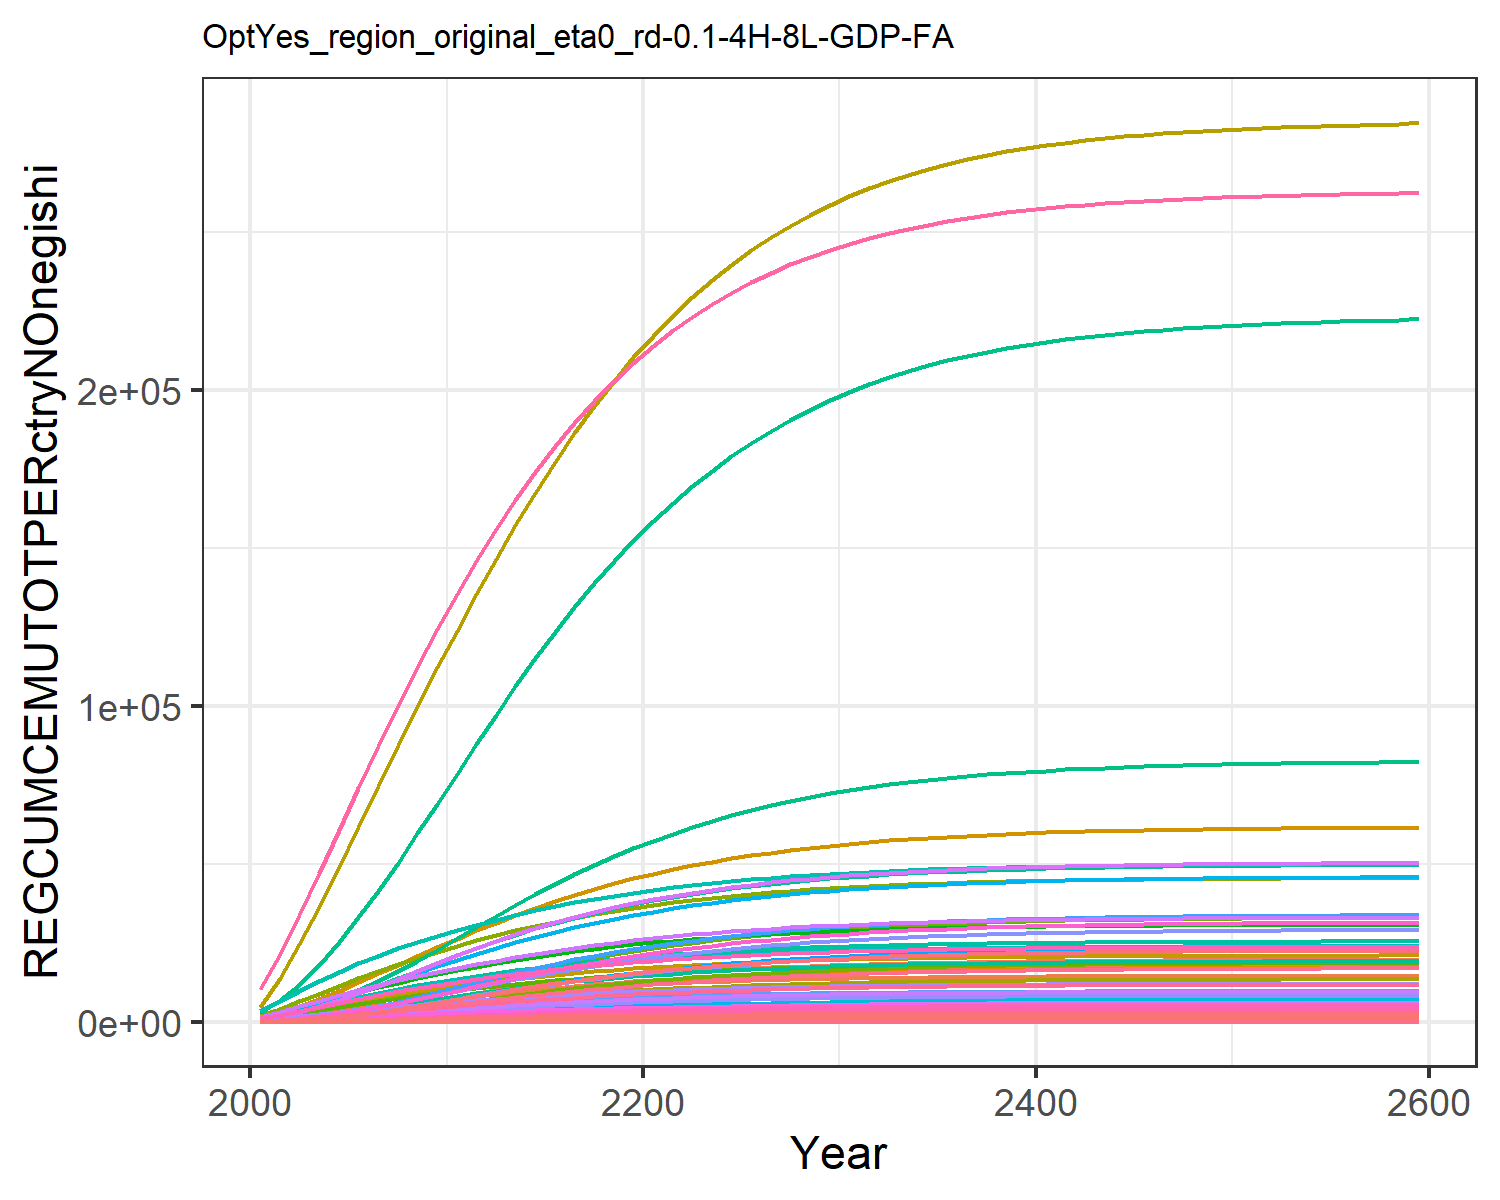 OptYes_region_original_eta0_rd-0.1-4H-8L-GDP-FA
REGCUMCEMUTOTPERctryNOnegishi
2e+05
1e+05
0e+00
2000
2200
2400
2600
Year